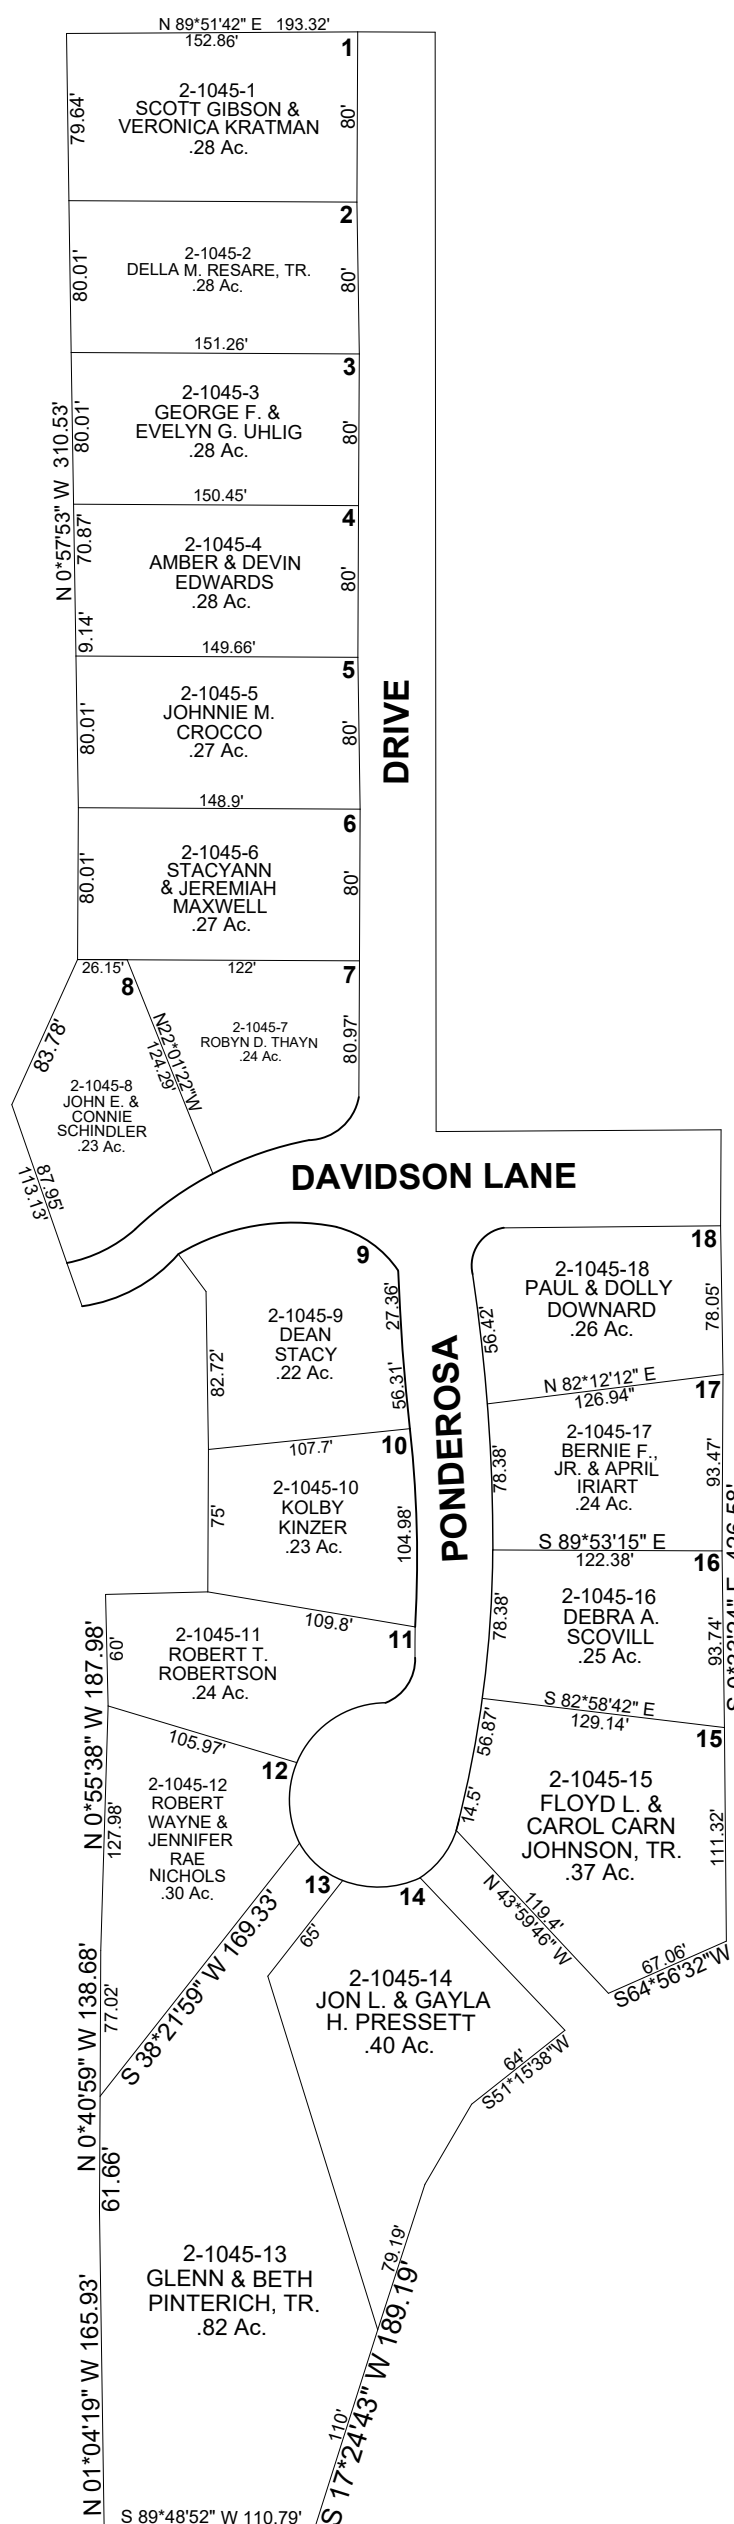 N 89*51'42" E 193.32'
152.86'
1
79.64'
2-1045-1
SCOTT GIBSON &
VERONICA KRATMAN
.28 Ac.
80'
2
80.01'
2-1045-2
DELLA M. RESARE, TR.
.28 Ac.
80'
151.26'
3
N 0*57'53" W 310.53'
80.01'
2-1045-3
GEORGE F. &
EVELYN G. UHLIG
.28 Ac.
80'
150.45'
4
70.87'
9.14'
2-1045-4
AMBER & DEVIN
EDWARDS
.28 Ac.
80'
149.66'
5
80.01'
2-1045-5
JOHNNIE M.
CROCCO
.27 Ac.
80'
DRIVE
148.9'
6
80.01'
2-1045-6
STACYANN
& JEREMIAH
MAXWELL
.27 Ac.
80'
26.15'
122'
7
8
83.78'
N22*01'22"W
124.29'
2-1045-7
ROBYN D. THAYN
.24 Ac.
80.97'
2-1045-8
JOHN E. &
CONNIE
SCHINDLER
.23 Ac.
87.95'
113.13'
DAVIDSON LANE
9
27.36'
2-1045-9
DEAN
STACY
.22 Ac.
82.72'
56.31'
107.7'
10
2-1045-10
KOLBY
KINZER
.23 Ac.
75'
104.98'
PONDEROSA
18
2-1045-18
PAUL & DOLLY
DOWNARD
.26 Ac.
56.42'
78.05'
N 82*12'12" E
126.94"
17
2-1045-17
BERNIE F.,
JR. & APRIL
IRIART
.24 Ac.
78.38'
93.47'
S 89*53'15" E
122.38'
16
S 0*33'24" E 426.58'
2-1045-16
DEBRA A.
SCOVILL
.25 Ac.
78.38'
93.74'
S 82*58'42" E
129.14'
15
109.8'
11
N 0*55'38" W 187.98'
60'
2-1045-11
ROBERT T.
ROBERTSON
.24 Ac.
105.97'
12
2-1045-12
ROBERT
WAYNE &
JENNIFER
RAE
NICHOLS
.30 Ac.
127.98'
56.87'
14.5'
2-1045-15
FLOYD L. &
CAROL CARN
JOHNSON, TR.
.37 Ac.
111.32'
13
14
S 38*21'59" W 169.33'
65'
119.4'
N 43*59'46" W
67.06'
S64*56'32"W
N 0*40'59" W 138.68'
77.02'
2-1045-14
JON L. & GAYLA
H. PRESSETT
.40 Ac.
64'
S51*15'38"W
61.66'
79.19'
2-1045-13
GLENN & BETH
PINTERICH, TR.
.82 Ac.
S 17*24'43" W 189.19'
110'
N 01*04'19" W 165.93'
S 89*48'52" W 110.79'